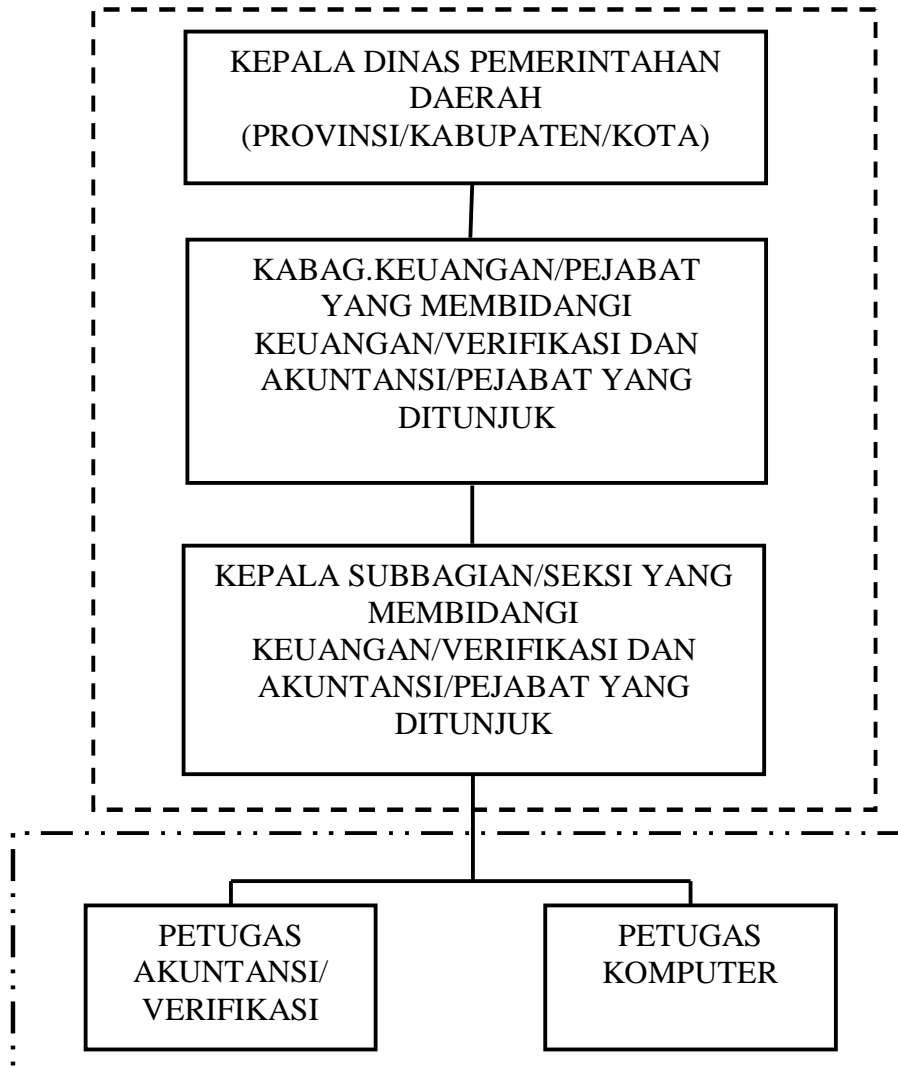 KEPALA DINAS PEMERINTAHAN
DAERAH
(PROVINSI/KABUPATEN/KOTA)
KABAG.KEUANGAN/PEJABAT
YANG MEMBIDANGI
KEUANGAN/VERIFIKASI DAN
AKUNTANSI/PEJABAT YANG
DITUNJUK
KEPALA SUBBAGIAN/SEKSI YANG
MEMBIDANGI
KEUANGAN/VERIFIKASI DAN
AKUNTANSI/PEJABAT YANG
DITUNJUK
PETUGAS
AKUNTANSI/
VERIFIKASI
PETUGAS
KOMPUTER